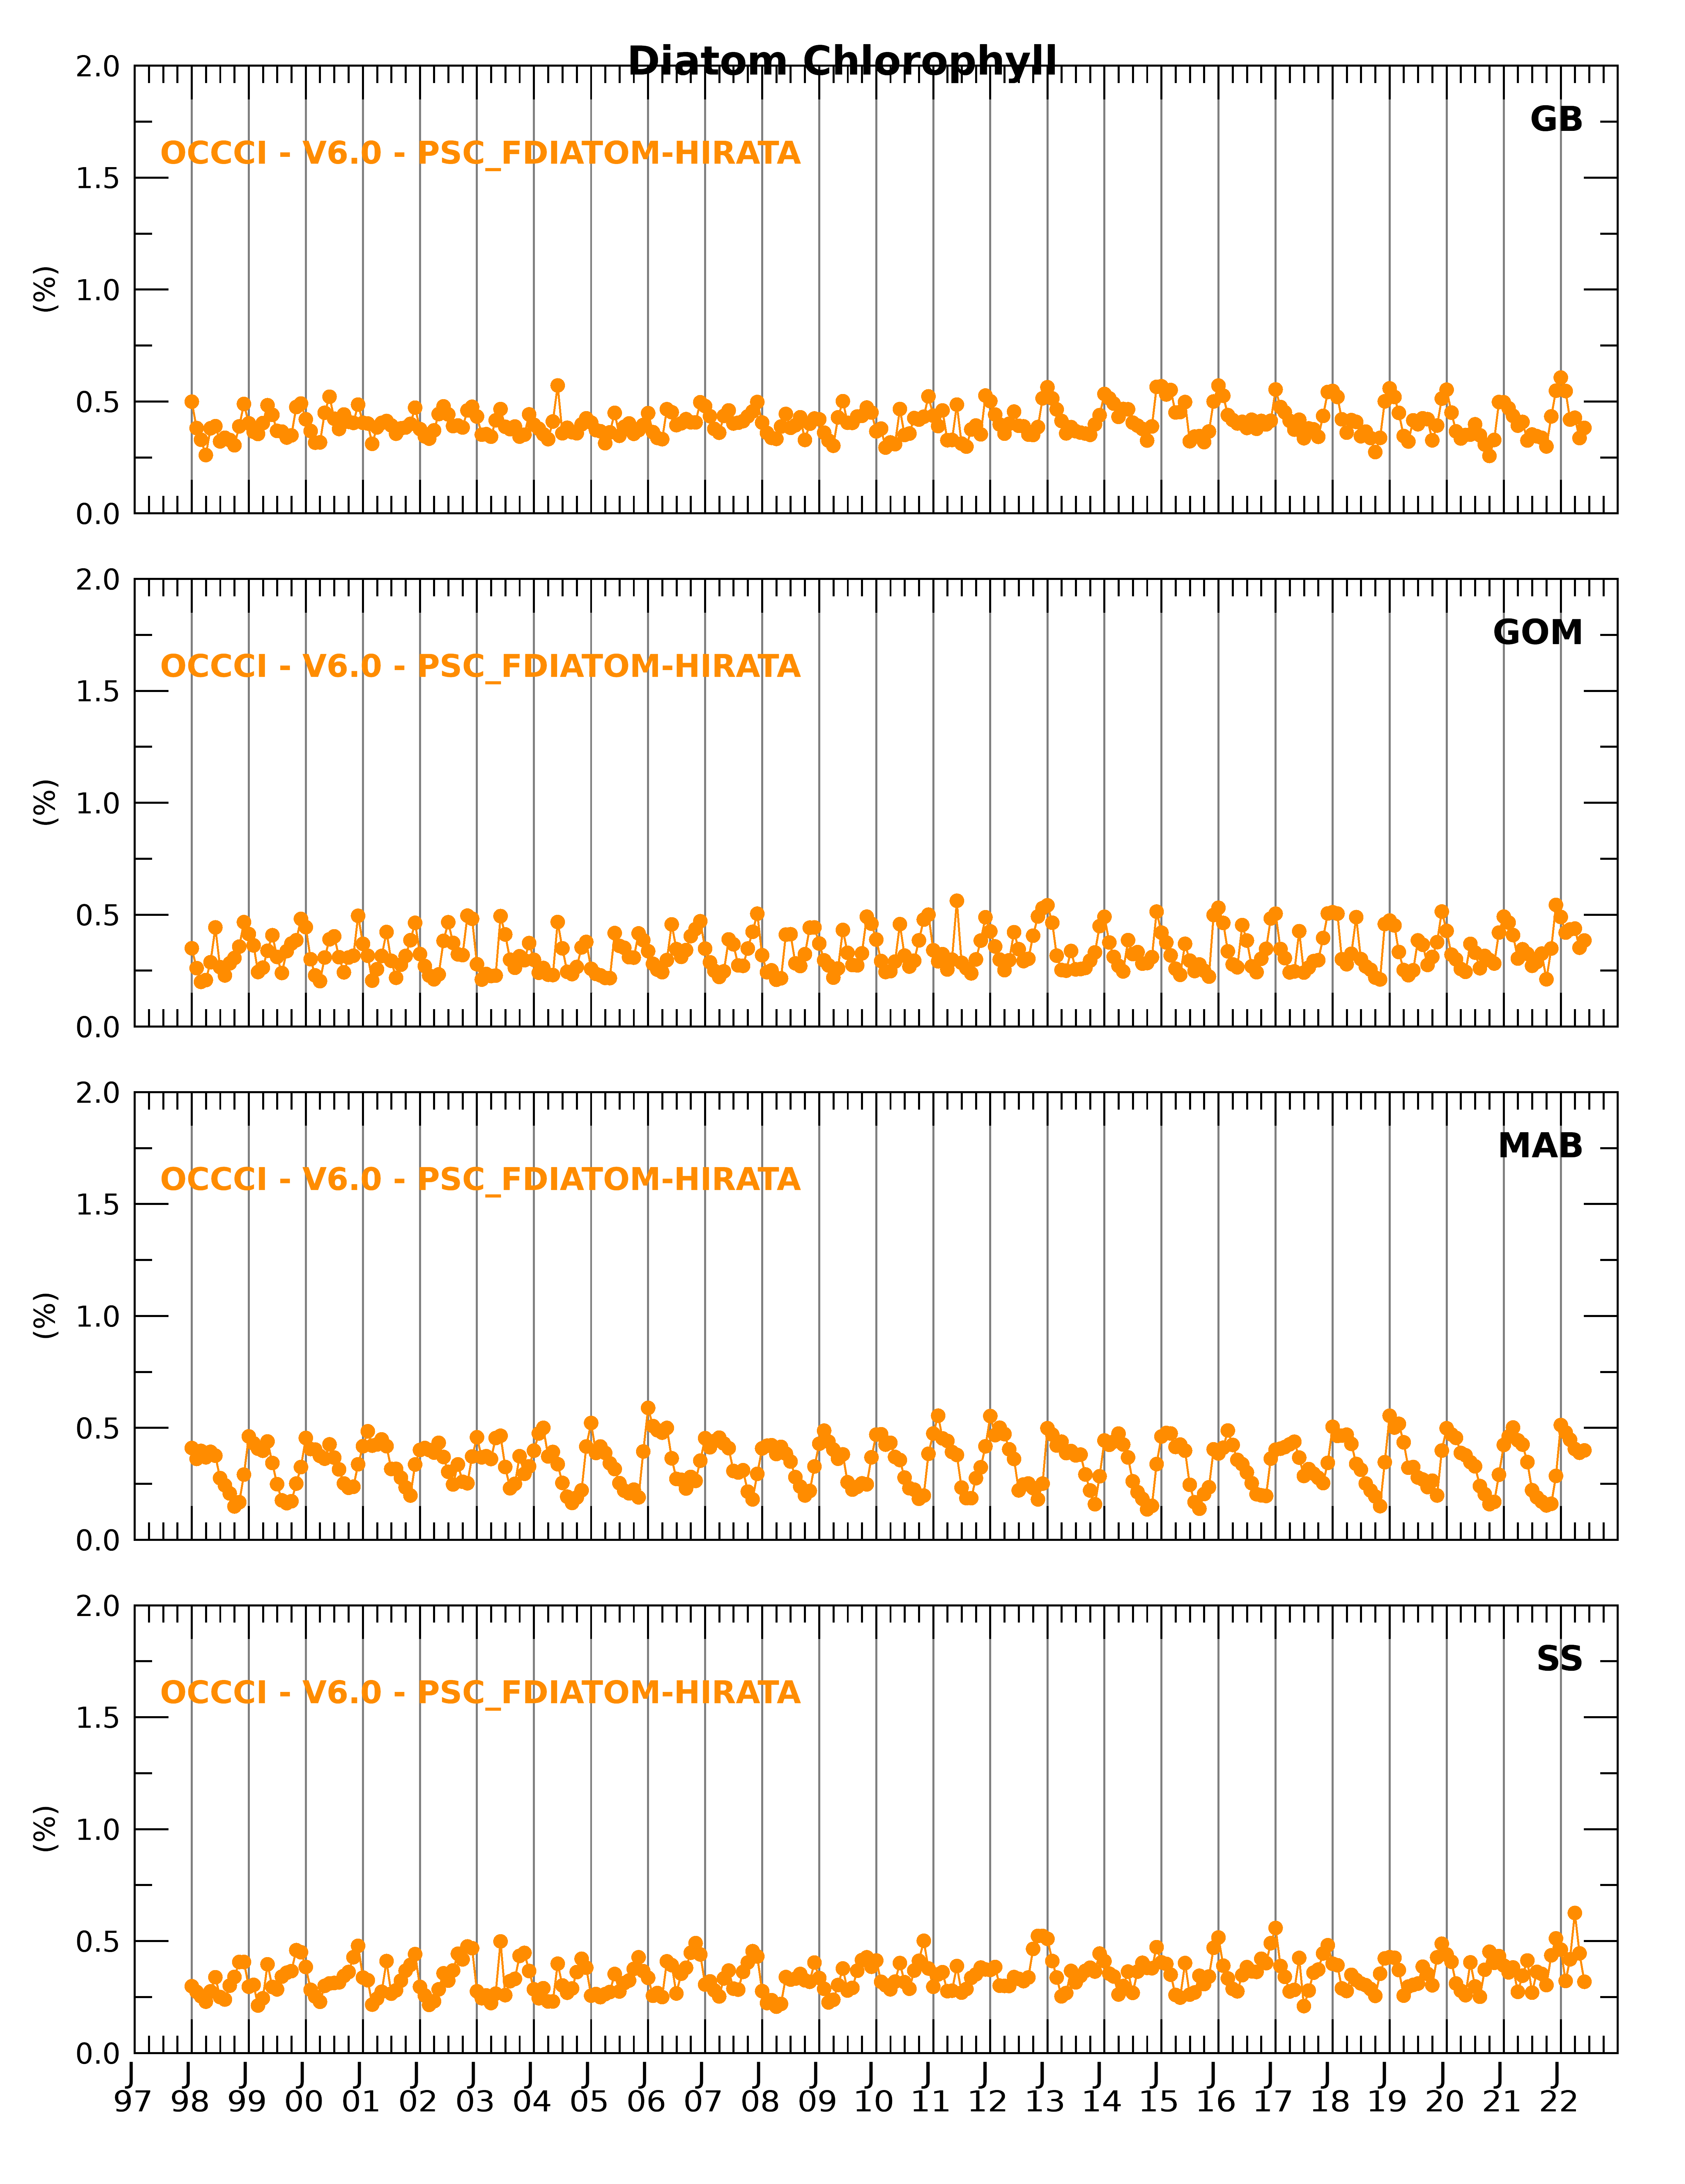 Diatom Chlorophyll
2.0
GB
OCCCI - V6.0 - PSC_FDIATOM-HIRATA
1.5
(%)
1.0
0.5
0.0
2.0
GOM
OCCCI - V6.0 - PSC_FDIATOM-HIRATA
1.5
(%)
1.0
0.5
0.0
2.0
MAB
OCCCI - V6.0 - PSC_FDIATOM-HIRATA
1.5
(%)
1.0
0.5
0.0
2.0
SS
OCCCI - V6.0 - PSC_FDIATOM-HIRATA
1.5
(%)
1.0
0.5
0.0
J J J J J J J J J J J J J J J J J J J J J J J J J J
97 98 99 00 01 02 03 04 05 06 07 08 09 10 11 12 13 14 15 16 17 18 19 20 21 22